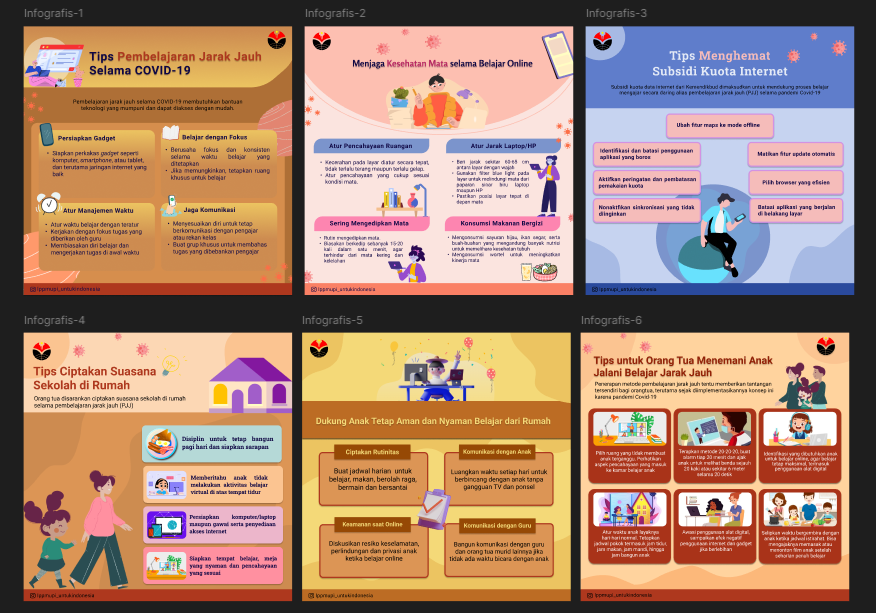 Infografis-1
Tips Pembelajaran Jarak Jauh
Selama COVID-19
Pembelajaran jarak jauh selama COVID-19 membutuhkan bantuan
teknologi yang mumpuni dan dapat diakses dengan mudah.
Persiapkan Gadget
• Siapkan perkakas gadget seperti
komputer, smartphone, atau tablet,
dan terutama jaringan internet yang
baik
Belajar dengan Fokus
• Berusaha fokus dan konsisten
selama waktu belajar yang
ditetapkan
• Jika memungkinkan, tetapkan ruang
khusus untuk belajar
Atur Manajemen Waktu
• Atur waktu belajar dengan teratur
• Kerjakan dengan fokus tugas yang
diberikan oleh guru
• Membiasakan diri belajar dan
mengerjakan tugas di awal waktu
Jaga Komunikasi
• Menyesuaikan diri untuk tetap
berkomunikasi dengan pengajar
atau rekan kelas
• Buat grup khusus untuk membahas
tugas yang dibebankan pengajar
lppmupi_untukindonesia
Infografis-2
Menjaga Kesehatan Mata selama Belajar Online
Atur Pencahayaan Ruangan
• Kecerahan pada layar diatur secara tepat,
tidak terlalu terang maupun terlalu gelap.
• Atur pencahayaan yang cukup sesuai
kondisi mata.
Atur Jarak Laptop/HP
• Beri jarak sekitar 60-65 cm
antara layar dengan wajah
• Gunakan filter blue light pada
layar untuk melindungi mata dari
paparan sinar biru laptop
maupun HP
• Pastikan posisi layar tepat di
depan mata
Sering Mengedipkan Mata
• Rutin mengedipkan mata
• Biasakan berkedip sebanyak 15-20
kali dalam satu menit, agar
terhindar dari mata kering dan
kelelahan
Konsumsi Makanan Bergizi
• Mengonsumsi sayuran hijau, ikan segar, serta
buah-buahan yang mengandung banyak nutrisi
untuk memelihara kesehatan tubuh
• Mengonsumsi wortel untuk meningkatkan
kinerja mata
lppmupi_untukindonesia
Infografis-3
Tips Menghemat
Subsidi Kuota Internet
Subsidi kuota data internet dari Kemendikbud dimaksudkan untuk mendukung proses belajar
mengajar secara daring atau pembelajaran jarak jauh (PJJ) selama pandemi Covid-19
Ubah fitur maps ke mode offline
Identifikasi dan batasi penggunaan
aplikasi yang boros
Matikan fitur update otomatis
Aktifkan peringatan dan pembatasan
pemakaian kuota
Pilih browser yang efisien
Nonaktifkan sinkronisasi yang tidak
diinginkan
Batasi aplikasi yang berjalan
di belakang layar
lppmupi_untukindonesia
Infografis-4
Tips Ciptakan Suasana
Sekolah di Rumah
Orang tua disarankan ciptakan suasana sekolah di rumah
selama pembelajaran jarak jauh (PJJ)
Disiplin untuk tetap bangun
pagi hari dan siapkan sarapan
Memberitahu anak tidak
melakukan aktivitas belajar
virtual di atas tempat tidur
Persiapkan komputer/laptop
maupun gawai serta penyediaan
akses internet
Siapkan tempat belajar, meja
yang nyaman dan pencahayaan
yang sesuai
lppmupi_untukindonesia
Infografis-5
Dukung Anak Tetap Aman dan Nyaman Belajar dari Rumah
Ciptakan Rutinitas
Buat jadwal harian untuk
belajar, makan, berolah raga,
bermain dan bersantai
Komunikasi dengan Anak
Luangkan waktu setiap hari untuk
berbincang dengan anak tanpa
gangguan TV dan ponsel
Keamanan saat Online
Diskusikan risiko keselamatan,
perlindungan dan privasi anak
ketika belajar online
Komunikasi dengan Guru
Bangun komunikasi dengan guru
dan orang tua murid lainnya jika
tidak ada waktu bicara dengan anak
lppmupi_untukindonesia
Infografis-6
Tips untuk Orang Tua Menemani Anak
Jalani Belajar Jarak Jauh
Penerapan metode pembelajaran jarak jauh tentu memberikan tantangan
tersendiri bagi orangtua, terutama sejak diimplementasikannya konsep ini
karena pandemi Covid-19
Pilih ruang yang tidak membuat
anak terganggu. Perhatikan
aspek pencahayaan yang masuk
ke kamar belajar anak
Terapkan metode 20-20-20, buat
alarm tiap 20 menit dan ajak
anak untuk melihat benda sejauh
20 kaki atau sekitar 6 meter
selama 20 detik
Identifikasi yang dibutuhkan anak
untuk belajar online, agar belajar
tetap maksimal, termasuk
penggunaan alat digital
Atur waktu anak layaknya
hari-hari normal. Tetapkan
jadwal pokok termasuk jam tidur,
jam makan, jam mandi, hingga
jam bangun anak
Awasi penggunaan alat digital,
sampaikan efek negatif
penggunaan internet dan gadget
jika berlebihan
Selipkan waktu bergembira dengan
anak ketika jadwal istirahat. Bisa
mengajaknya memasak atau
menonton film anak setelah
seharian penuh belajar
lppmupi_untukindonesia